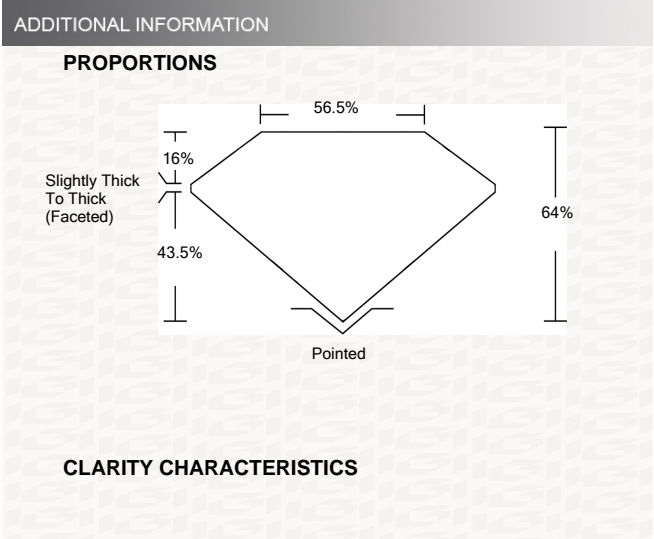 ADDITIONAL INFORMATION
PROPORTIONS
56.5%
16%
Slightly Thick
To Thick
(Faceted)
64%
43.5%
Pointed
CLARITY CHARACTERISTICS